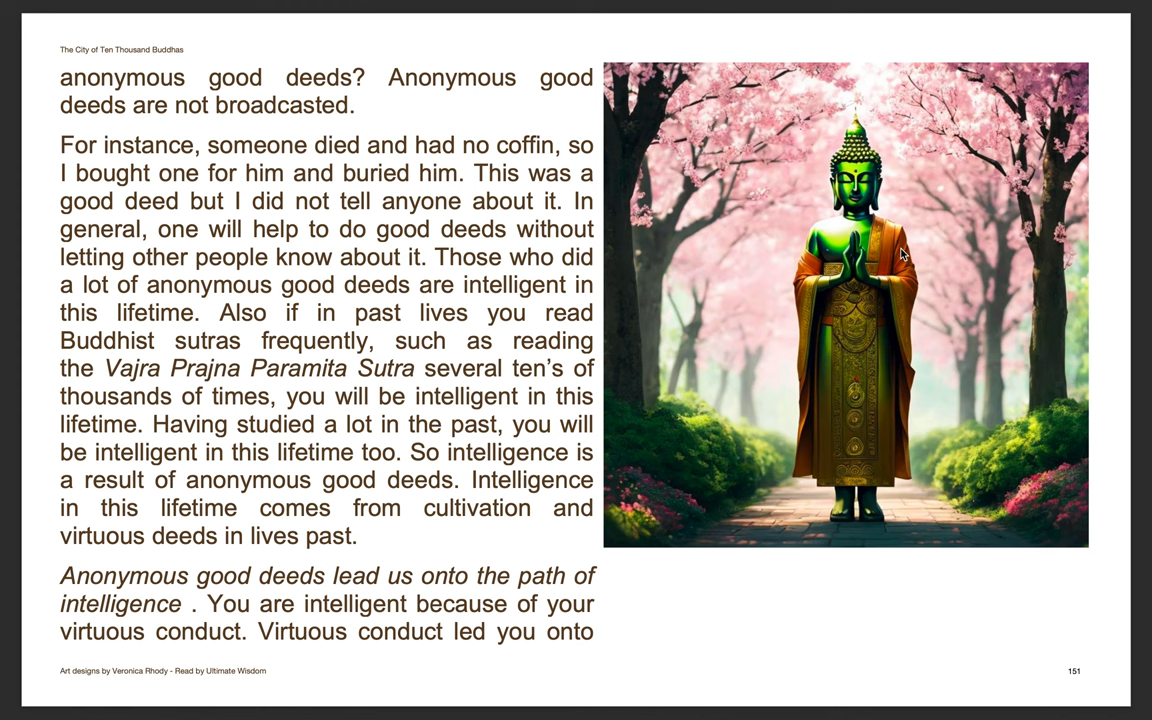 The City of Ten Thousand Buddhas
anonymous good deeds? Anonymous good
deeds are not broadcasted.
For instance, someone died and had no coffin, so
I bought one for him and buried him. This was a
good deed but I did not tell anyone about it. In
general, one will help to do good deeds without
letting other people know about it. Those who did
a lot of anonymous good deeds are intelligent in
this lifetime. Also if in past lives you read
Buddhist sutras frequently, such as reading
the Vajra Prajna Paramita Sutra several ten’s of
thousands of times, you will be intelligent in this
lifetime. Having studied a lot in the past, you will
be intelligent in this lifetime too. So intelligence is
a result of anonymous good deeds. Intelligence
in this lifetime comes from cultivation and
virtuous deeds in lives past.
Anonymous good deeds lead us onto the path of
intelligence . You are intelligent because of your
virtuous conduct. Virtuous conduct led you onto
Art designs by Veronica Rhody - Read by Ultimate Wisdom
151